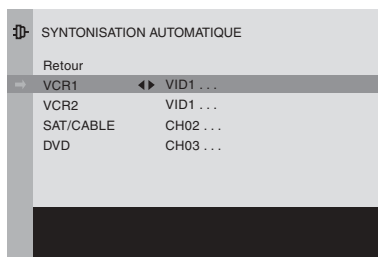 SYNTONISATION AUTOMATIQUE
Retour
VCR1 VID1 . . .
VCR2 VID1 . . .
SAT/CABLE CH02 . . .
DVD CH03 . . .